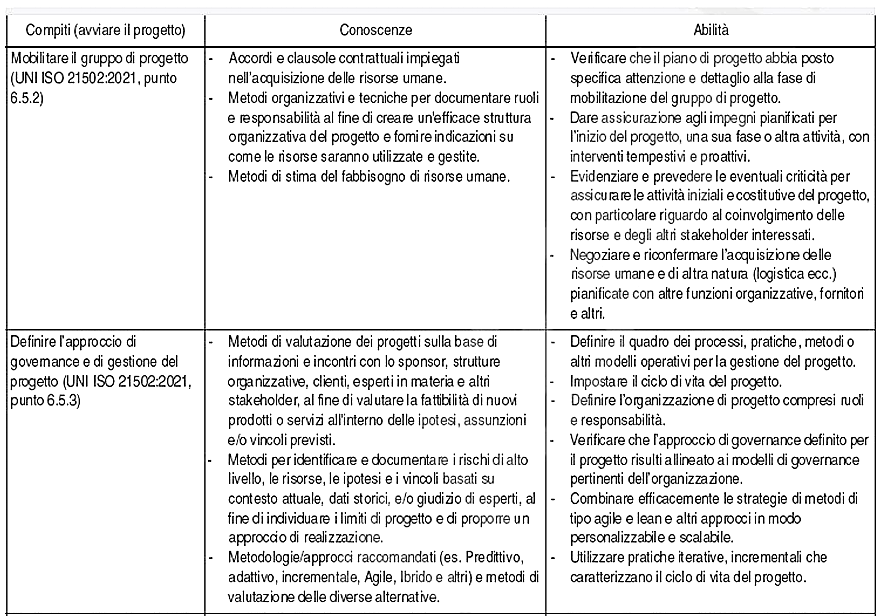 Compiti (avviare il progetto)
Conoscenze
Abilità
Mobilitare il gruppo di progetto
(UNI ISO 21502:2021, punto
6.5.2)
- Accordi e clausole contrattuali impiegati
nell'acquisizione delle risorse umane.
- Metodi organizzativi e tecniche per documentare ruoli
e responsabilità al fine di creare un'efficace struttura
organizzativa del progetto e fornire indicazioni su
come le risorse saranno utilizzate e gestite.
- Metodi di stima del fabbisogno di risorse umane.
- Verificare che il piano di progetto abbia posto
specifica attenzione e dettaglio alla fase di
mobilitazione del gruppo di progetto.
- Dare assicurazione agli impegni pianificati per
l'inizio del progetto, una sua fase o altra attività, con
interventi tempestivi e proattivi.
- Evidenziare e prevedere le eventuali criticità per
assicurare le attività iniziali e costitutive del progetto,
con particolare riguardo al coinvolgimento delle
risorse e degli altri stakeholder interessati.
- Negoziare e riconfermare l'acquisizione delle
risorse umane e di altra natura (logistica ecc.)
pianificate con altre funzioni organizzative, fornitori
e altri.
Definire l'approccio di
governance e di gestione del
progetto (UNI ISO 21502:2021,
punto 6.5.3)
- Metodi di valutazione dei progetti sulla base di
informazioni e incontri con lo sponsor, strutture
organizzative, clienti, esperti in materia e altri
stakeholder, al fine di valutare la fattibilità di nuovi
prodotti o servizi all'interno delle ipotesi, assunzioni
e/o vincoli previsti.
- Metodi per identificare e documentare i rischi di alto
livello, le risorse, le ipotesi e i vincoli basati su
contesto attuale, dati storici, e/o giudizio di esperti, al
fine di individuare i limiti di progetto e di proporre un
approccio di realizzazione.
- Metodologie/approcci raccomandati (es. Predittivo,
adattivo, incrementale, Agile, Ibrido e altri) e metodi di
valutazione delle diverse alternative.
- Definire il quadro dei processi, pratiche, metodi o
altri modelli operativi per la gestione del progetto.
- Impostare il ciclo di vita del progetto.
- Definire l'organizzazione di progetto compresi ruoli
e responsabilità.
- Verificare che l'approccio di governance definito per
il progetto risulti allineato ai modelli di governance
pertinenti dell'organizzazione.
- Combinare efficacemente le strategie di metodi di
tipo agile e lean e altri approcci in modo
personalizzabile e scalabile.
- Utilizzare pratiche iterative, incrementali che
caratterizzano il ciclo di vita del progetto.